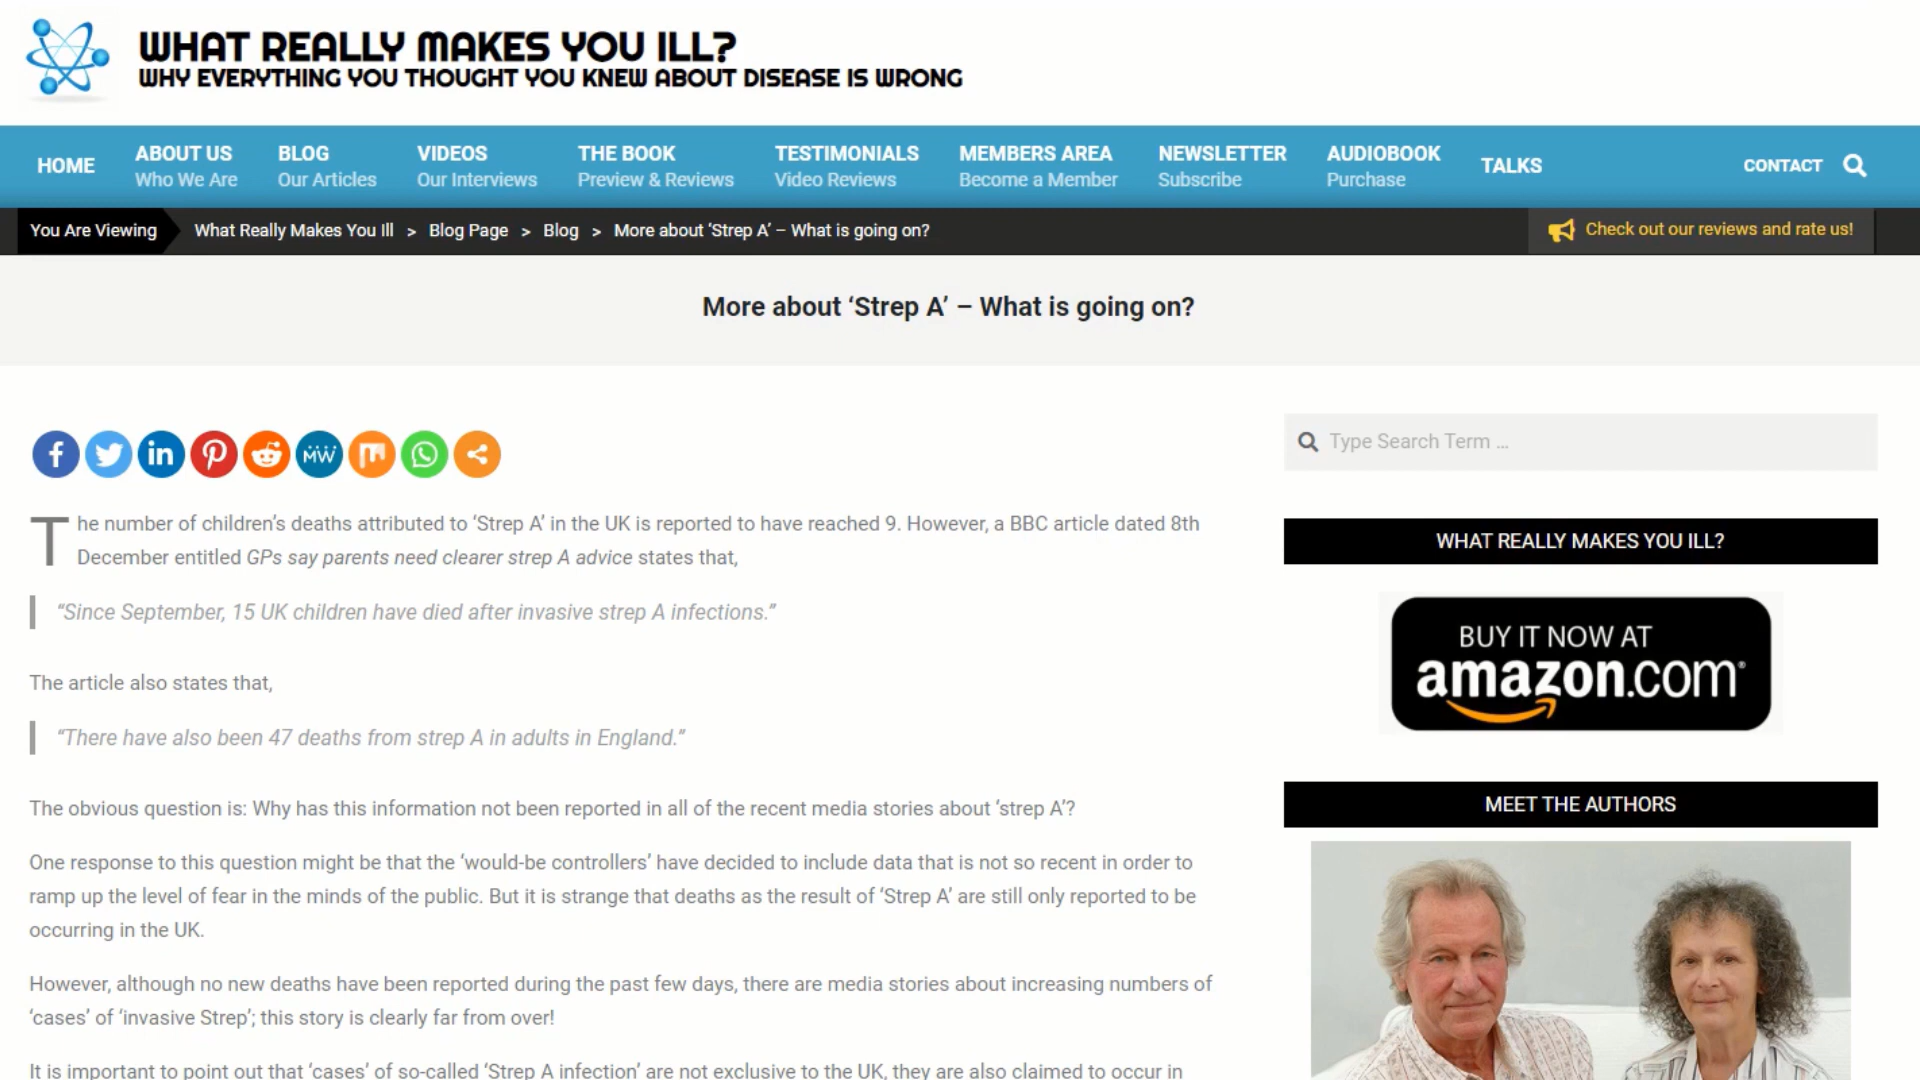 WHAT REALLY MAKES YOU ILL?
WHY EVERYTHING YOU THOUGHT YOU KNEW ABOUT DISEASE IS WRONG
HOME
ABOUT US
Who We Are
BLOG
Our Articles
VIDEOS
Our Interviews
THE BOOK
Preview & Reviews
TESTIMONIALS
Video Reviews
MEMBERS AREA
Become a Member
NEWSLETTER
Subscribe
AUDIOBOOK
Purchase
TALKS
CONTACT
You Are Viewing
What Really Makes You Ill > Blog Page > Blog > More about ‘Strep A’ – What is going on?
Check out our reviews and rate us!
More about ‘Strep A’ – What is going on?
MW
The number of children’s deaths attributed to ‘Strep A’ in the UK is reported to have reached 9. However, a BBC article dated 8th
December entitled GPs say parents need clearer strep A advice states that,
“Since September, 15 UK children have died after invasive strep A infections.”
The article also states that,
“There have also been 47 deaths from strep A in adults in England.”
The obvious question is: Why has this information not been reported in all of the recent media stories about ‘strep A’?
One response to this question might be that the ‘would-be controllers’ have decided to include data that is not so recent in order to
ramp up the level of fear in the minds of the public. But it is strange that deaths as the result of ‘Strep A’ are still only reported to be
occurring in the UK.
However, although no new deaths have been reported during the past few days, there are media stories about increasing numbers of
‘cases’ of ‘invasive Strep’; this story is clearly far from over!
It is important to point out that ‘cases’ of so-called ‘Strep A infection’ are not exclusive to the UK, they are also claimed to occur in
Type Search Term ...
WHAT REALLY MAKES YOU ILL?
BUY IT NOW AT
amazon.com
MEET THE AUTHORS